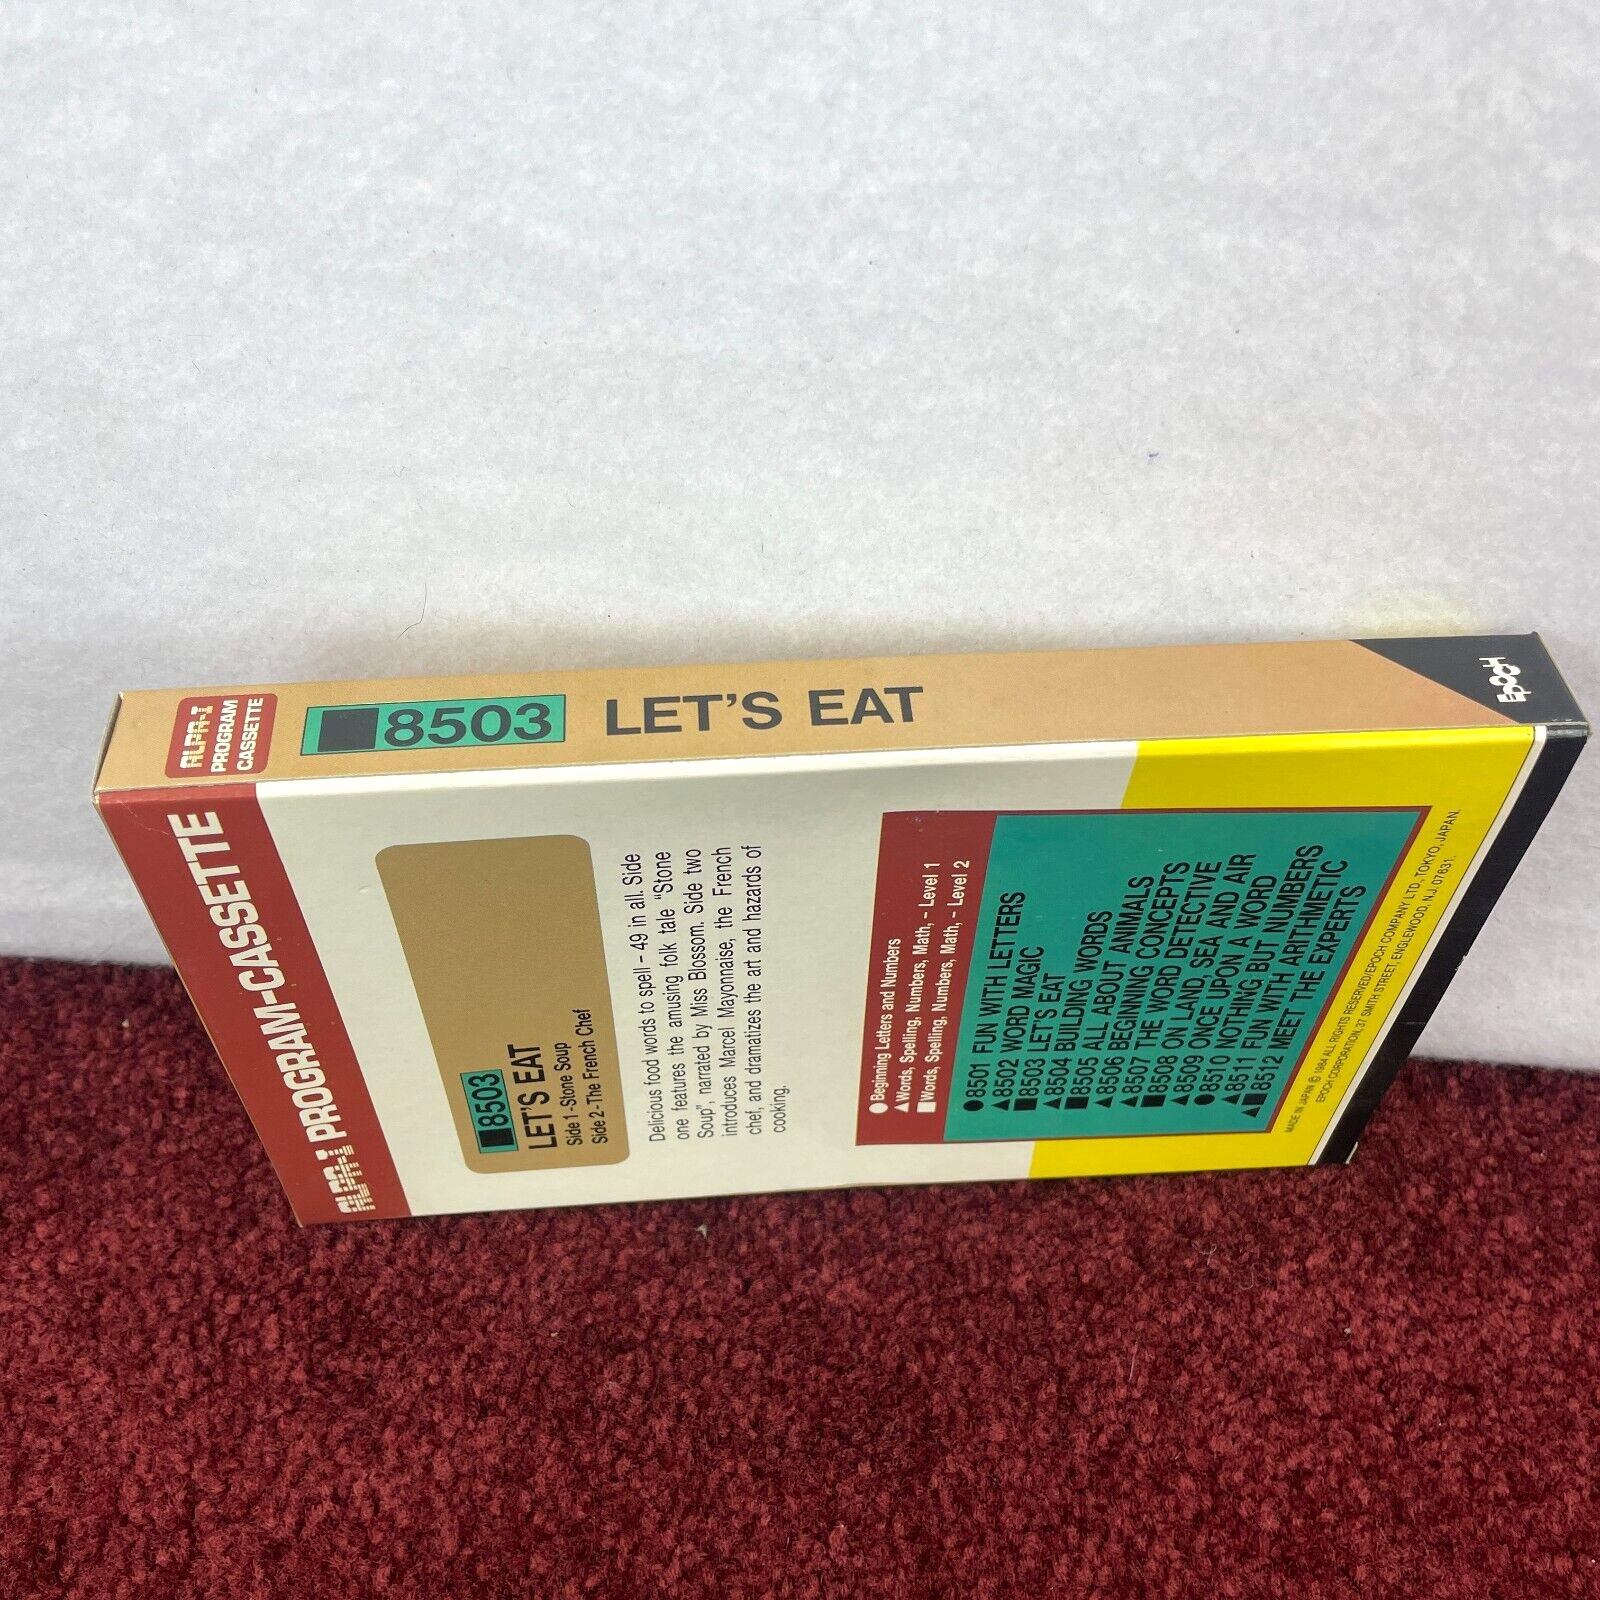 ALPA-I
PROGRAM
CASSETTE
■8503
LET'S EAT
EPOCH
ALPA-I PROGRAM-CASSETTE
■8503
LET'S EAT
Side 1 -Stone Soup
Side 2 -The French Chef
Delicious food words to spell – 49 in all. Side
one features the amusing folk tale "Stone
Soup", narrated by Miss Blossom. Side two
introduces Marcel Mayonnaise, the French
chef, and dramatizes the art and hazards of
cooking.
●Beginning Letters and Numbers
▲Words, Spelling, Numbers, Math, – Level 1
■Words, Spelling, Numbers, Math, – Level 2
●8501 FUN WITH LETTERS
▲8502 WORD MAGIC
■8503 LET'S EAT
▲8504 BUILDING WORDS
■8505 ALL ABOUT ANIMALS
▲8506 BEGINNING CONCEPTS
▲8507 THE WORD DETECTIVE
■8508 ON LAND, SEA AND AIR
▲8509 ONCE UPON A WORD
●8510 NOTHING BUT NUMBERS
▲8511 FUN WITH ARITHMETIC
▲■8512 MEET THE EXPERTS
MADE IN JAPAN © 1984 ALL RIGHTS RESERVED/EPOCH COMPANY LTD, TOKYO, JAPAN.
EPOCH CORPORATION, 37 SMITH STREET, ENGLEWOOD, N.J. 07631.